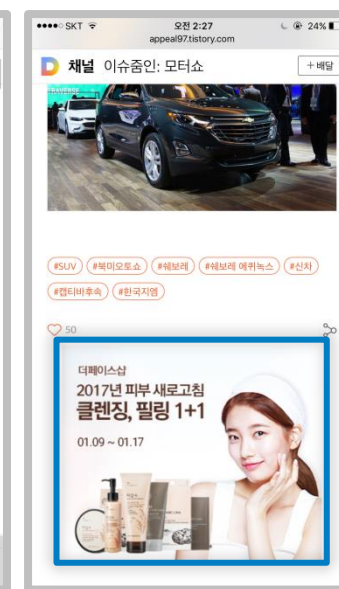 SKT 오전 2:27 24%
appeal97.tistory.com
채널 이슈줌인: 모터쇼 +배달
TRAVERSE
#SUV #북미오토쇼 #쉐보레 #쉐보레 에퀴녹스 #신차
#캡티바후속 #한국지엠
50
더페이스샵
2017년 피부 새로고침
클렌징, 필링 1+1
01.09 ~ 01.17